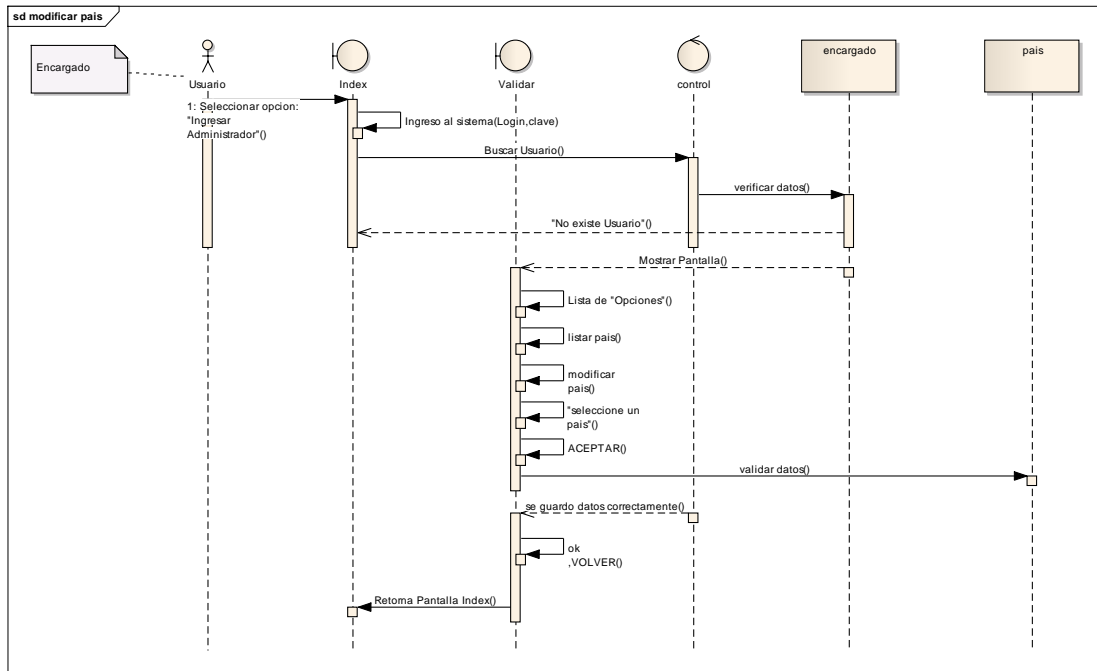 sd modificar pais
Encargado
Usuario
Index
Validar
control
encargado
pais
1: Seleccionar opcion:
"Ingresar
Administrador"()
Ingreso al sistema(Login,clave)
Buscar Usuario()
verificar datos()
"No existe Usuario"()
Mostrar Pantalla()
Lista de "Opciones"()
listar pais()
modificar
pais()
"seleccione un
pais"()
ACEPTAR()
validar datos()
se guardo datos correctamente()
ok
,VOLVER()
Retorna Pantalla Index()